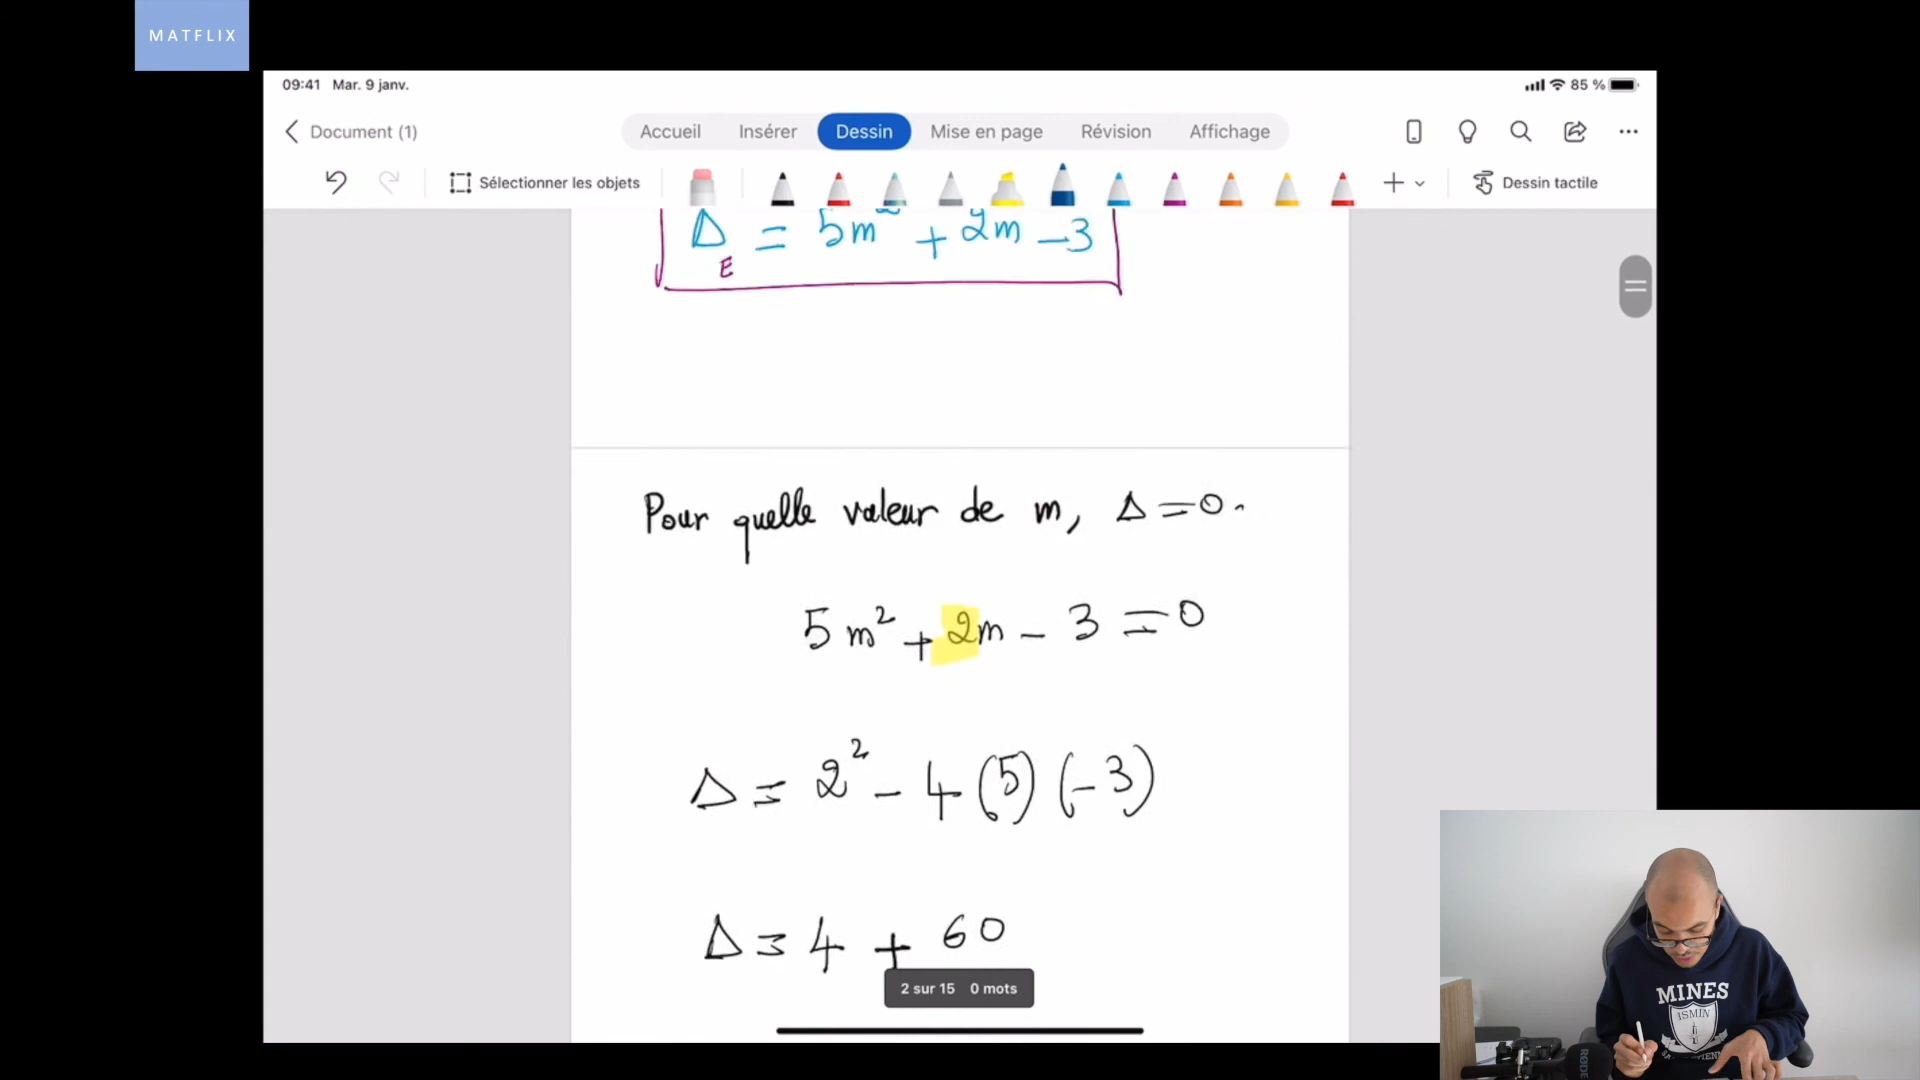 MATFLIX
09:41 Mar. 9 janv.
85 %
Document (1)
Accueil Insérer Dessin Mise en page Révision Affichage
Sélectionner les objets
Dessin tactile
Δ_E = 5m² + 2m - 3
Pour quelle valeur de m, Δ = 0.
5m² + 2m - 3 = 0
Δ = 2² - 4 (5) (-3)
Δ = 4 + 60
2 sur 15 0 mots
MINES
ISMIN
RØDE